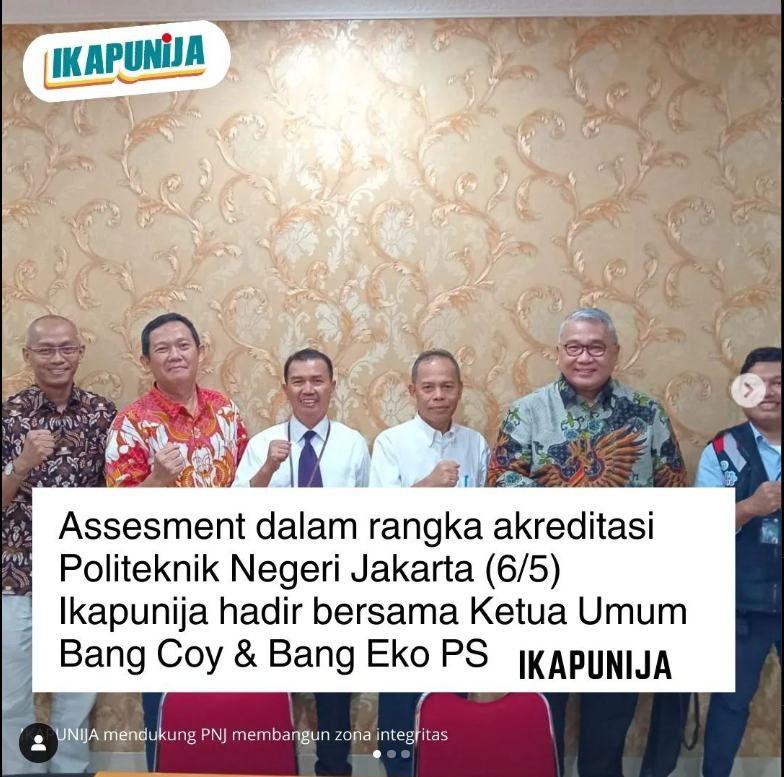 IKAPUNiJA
Assesment dalam rangka akreditasi
Politeknik Negeri Jakarta (6/5)
Ikapunija hadir bersama Ketua Umum
Bang Coy & Bang Eko PS
IKAPUNIJA
IKAPUNIJA mendukung PNJ membangun zona integritas